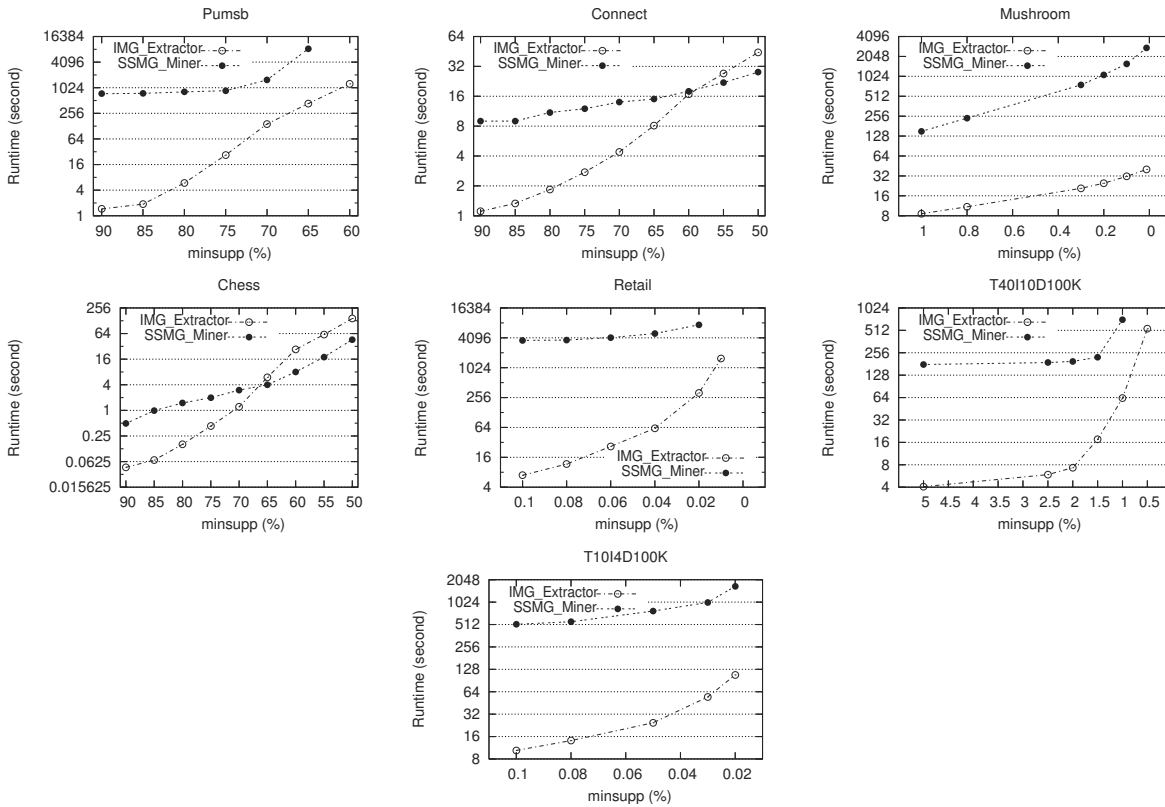 Pumsb
Runtime (second)
16384
4096
1024
256
64
16
4
1
IMG_Extractor
SSMG_Miner
90 85 80 75 70 65 60
minsupp (%)
Connect
Runtime (second)
64
32
16
8
4
2
1
IMG_Extractor
SSMG_Miner
90 85 80 75 70 65 60 55 50
minsupp (%)
Mushroom
Runtime (second)
4096
2048
1024
512
256
128
64
32
16
8
IMG_Extractor
SSMG_Miner
1 0.8 0.6 0.4 0.2 0
minsupp (%)
Chess
Runtime (second)
256
64
16
4
1
0.25
0.0625
0.015625
IMG_Extractor
SSMG_Miner
90 85 80 75 70 65 60 55 50
minsupp (%)
Retail
Runtime (second)
16384
4096
1024
256
64
16
4
IMG_Extractor
SSMG_Miner
0.1 0.08 0.06 0.04 0.02 0
minsupp (%)
T40I10D100K
Runtime (second)
1024
512
256
128
64
32
16
8
4
IMG_Extractor
SSMG_Miner
5 4.5 4 3.5 3 2.5 2 1.5 1 0.5
minsupp (%)
T10I4D100K
Runtime (second)
2048
1024
512
256
128
64
32
16
8
IMG_Extractor
SSMG_Miner
0.1 0.08 0.06 0.04 0.02
minsupp (%)